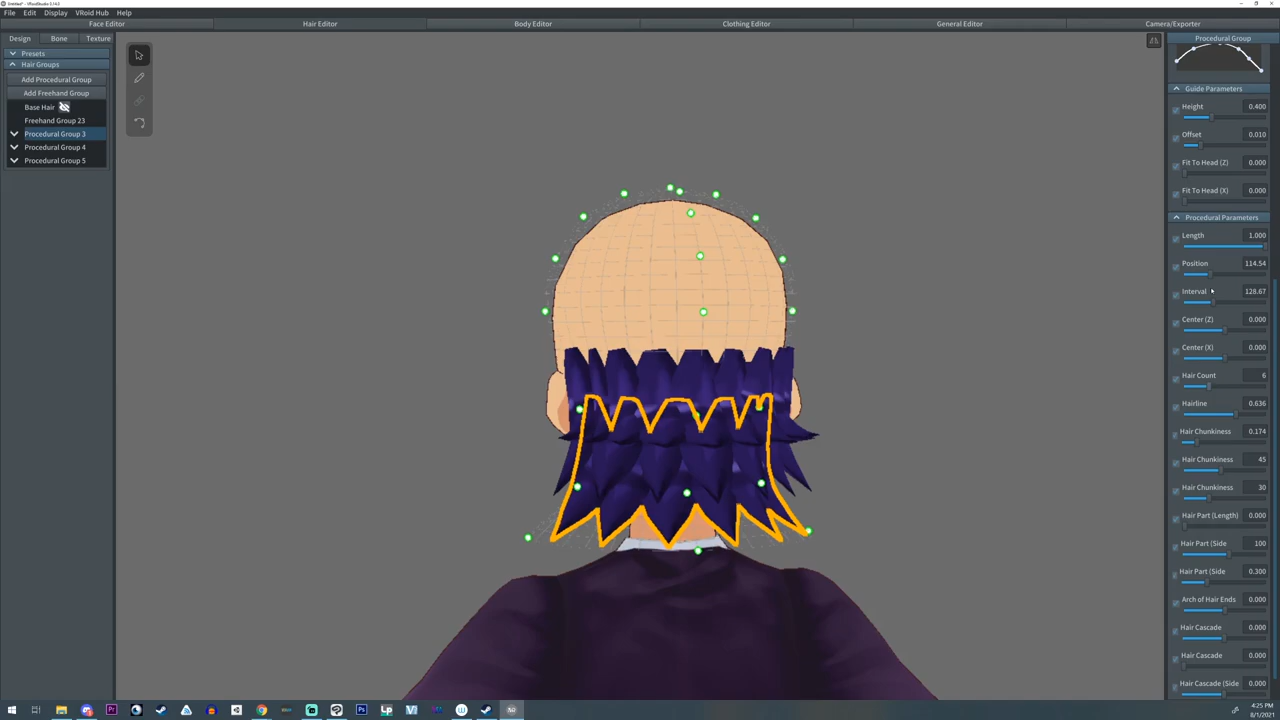 File Edit Display VRoid Hub Help
Face Editor Hair Editor Body Editor Clothing Editor General Editor Camera/Exporter
Design Bone Texture
Presets
Hair Groups
Add Procedural Group
Add Freehand Group
Base Hair
Freehand Group 23
Procedural Group 3
Procedural Group 4
Procedural Group 5
Procedural Group
Guide Parameters
Height 0.400
Offset 0.010
Fit To Head (Z) 0.000
Fit To Head (X) 0.000
Procedural Parameters
Length 1.000
Position 114.54
Interval 128.67
Center (Z) 0.000
Center (X) 0.000
Hair Count 6
Hairline 0.636
Hair Chunkiness 0.174
Hair Chunkiness 45
Hair Chunkiness 30
Hair Part (Length) 0.000
Hair Part (Side 100
Hair Part (Side 0.300
Arch of Hair Ends 0.000
Hair Cascade 0.000
Hair Cascade 0.000
Hair Cascade (Side 0.000
4:25 PM
8/1/2021